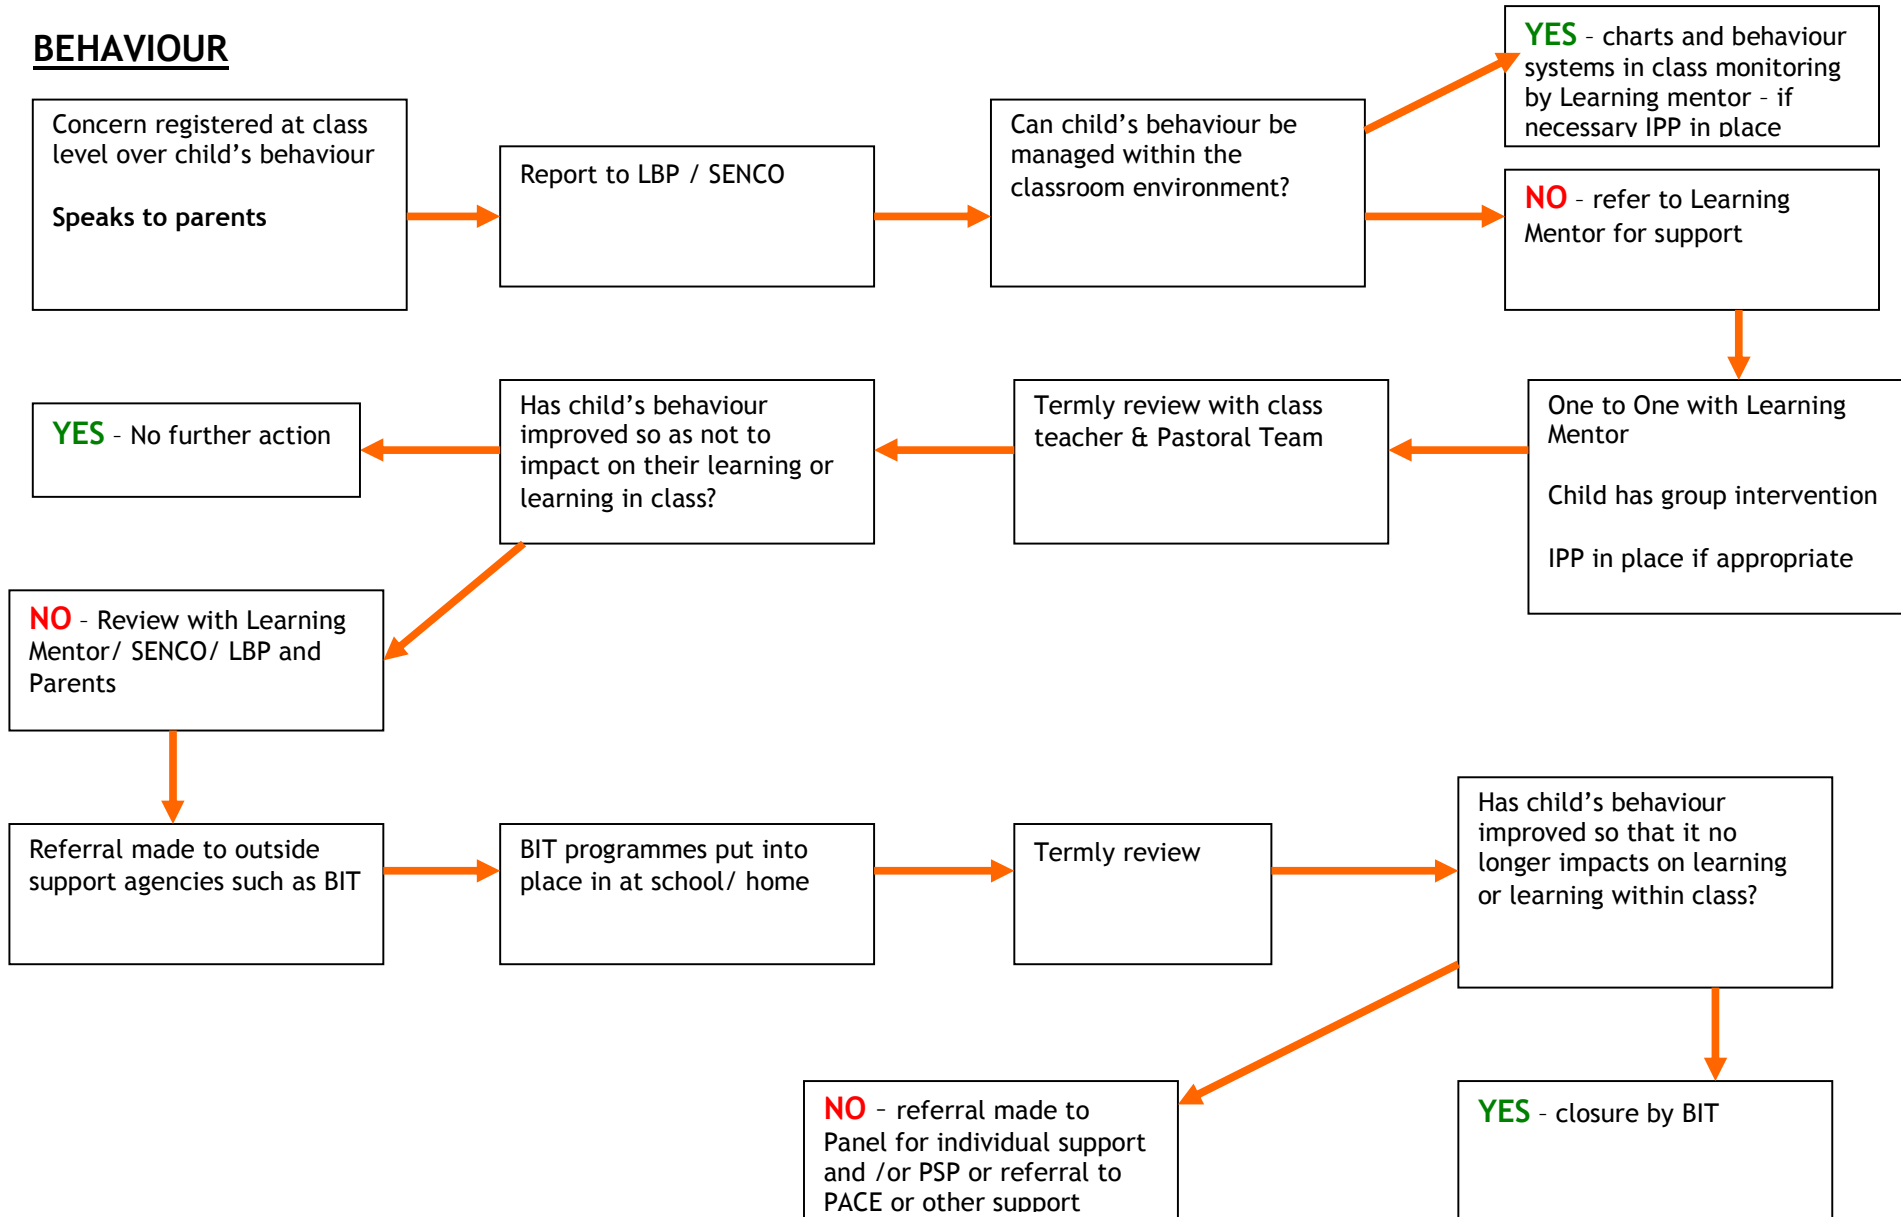 BEHAVIOUR
Concern registered at class
level over child's behaviour
Speaks to parents
Report to LBP / SENCO
Can child's behaviour be
managed within the
classroom environment?
YES – charts and behaviour
systems in class monitoring
by Learning mentor – if
necessary IPP in place
NO – refer to Learning
Mentor for support
One to One with Learning
Mentor
Child has group intervention
IPP in place if appropriate
Termly review with class
teacher & Pastoral Team
Has child's behaviour
improved so as not to
impact on their learning or
learning in class?
YES – No further action
NO – Review with Learning
Mentor/ SENCO/ LBP and
Parents
Referral made to outside
support agencies such as BIT
BIT programmes put into
place in at school/ home
Termly review
Has child's behaviour
improved so that it no
longer impacts on learning
or learning within class?
NO – referral made to
Panel for individual support
and /or PSP or referral to
PACE or other support
YES – closure by BIT